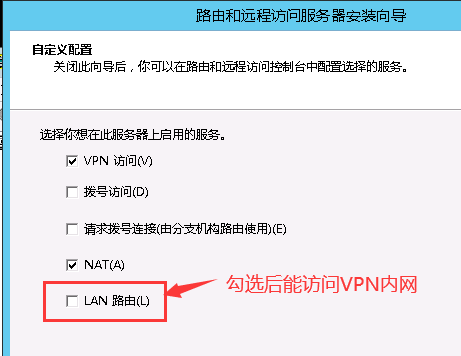 路由和远程访问服务器安装向导
自定义配置
关闭此向导后，你可以在路由和远程访问控制台中配置选择的服务。
选择你想在此服务器上启用的服务。
VPN 访问(V)
拨号访问(D)
请求拨号连接(由分支机构路由使用)(E)
NAT(A)
LAN 路由(L)
勾选后能访问VPN内网